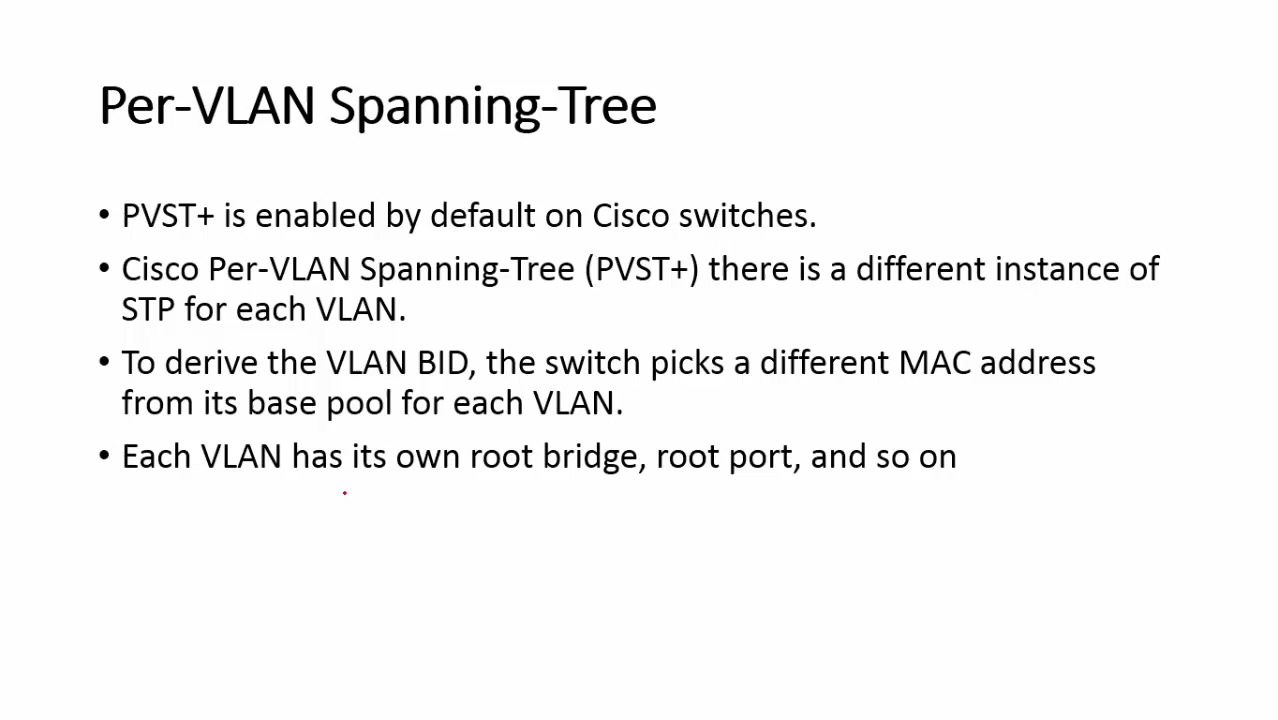 Per-VLAN Spanning-Tree
• PVST+ is enabled by default on Cisco switches.
• Cisco Per-VLAN Spanning-Tree (PVST+) there is a different instance of
STP for each VLAN.
• To derive the VLAN BID, the switch picks a different MAC address
from its base pool for each VLAN.
• Each VLAN has its own root bridge, root port, and so on